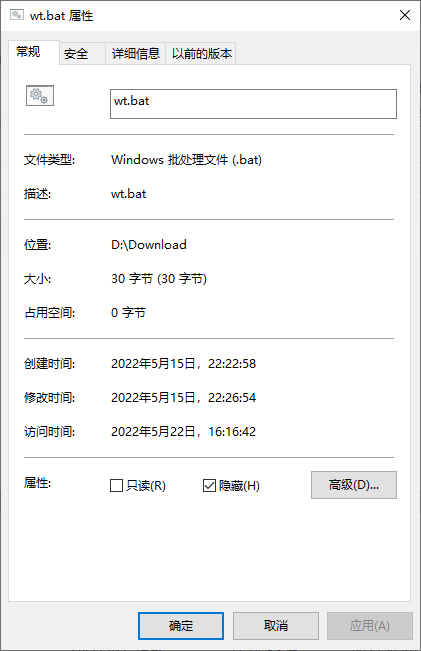 wt.bat 属性
常规 安全 详细信息 以前的版本
wt.bat
文件类型: Windows 批处理文件 (.bat)
描述: wt.bat
位置: D:\Download
大小: 30 字节 (30 字节)
占用空间: 0 字节
创建时间: 2022年5月15日，22:22:58
修改时间: 2022年5月15日，22:26:54
访问时间: 2022年5月22日，16:16:42
属性: 只读(R) 隐藏(H) 高级(D)...
确定 取消 应用(A)